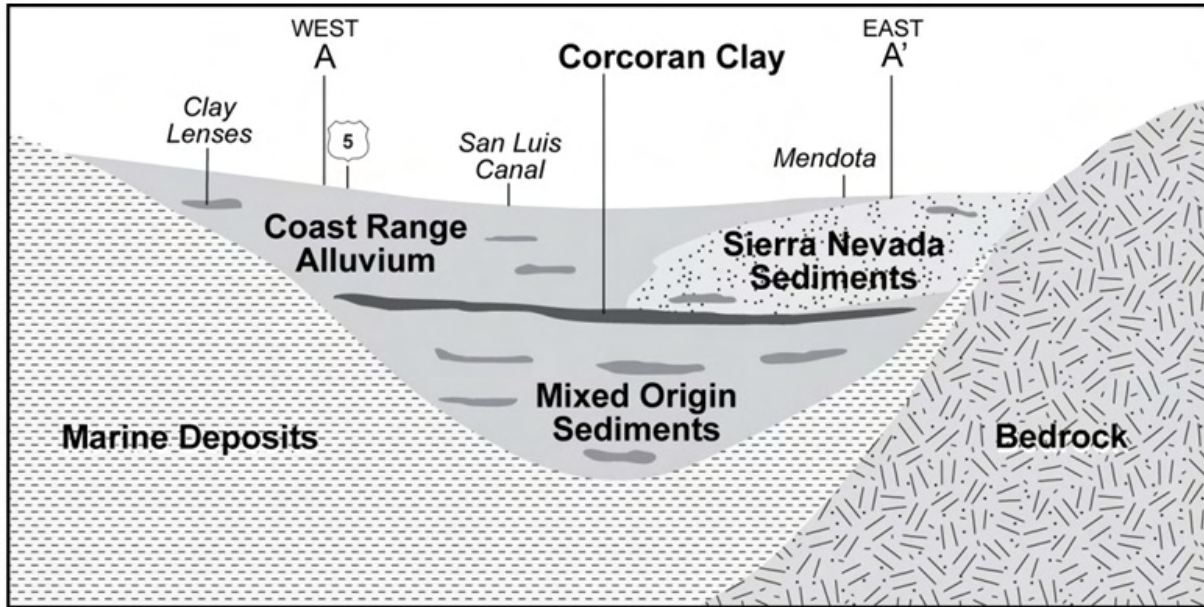 WEST
A
EAST
A'
Corcoran Clay
Clay
Lenses
5
San Luis
Canal
Mendota
Coast Range
Alluvium
Sierra Nevada
Sediments
Mixed Origin
Sediments
Marine Deposits
Bedrock